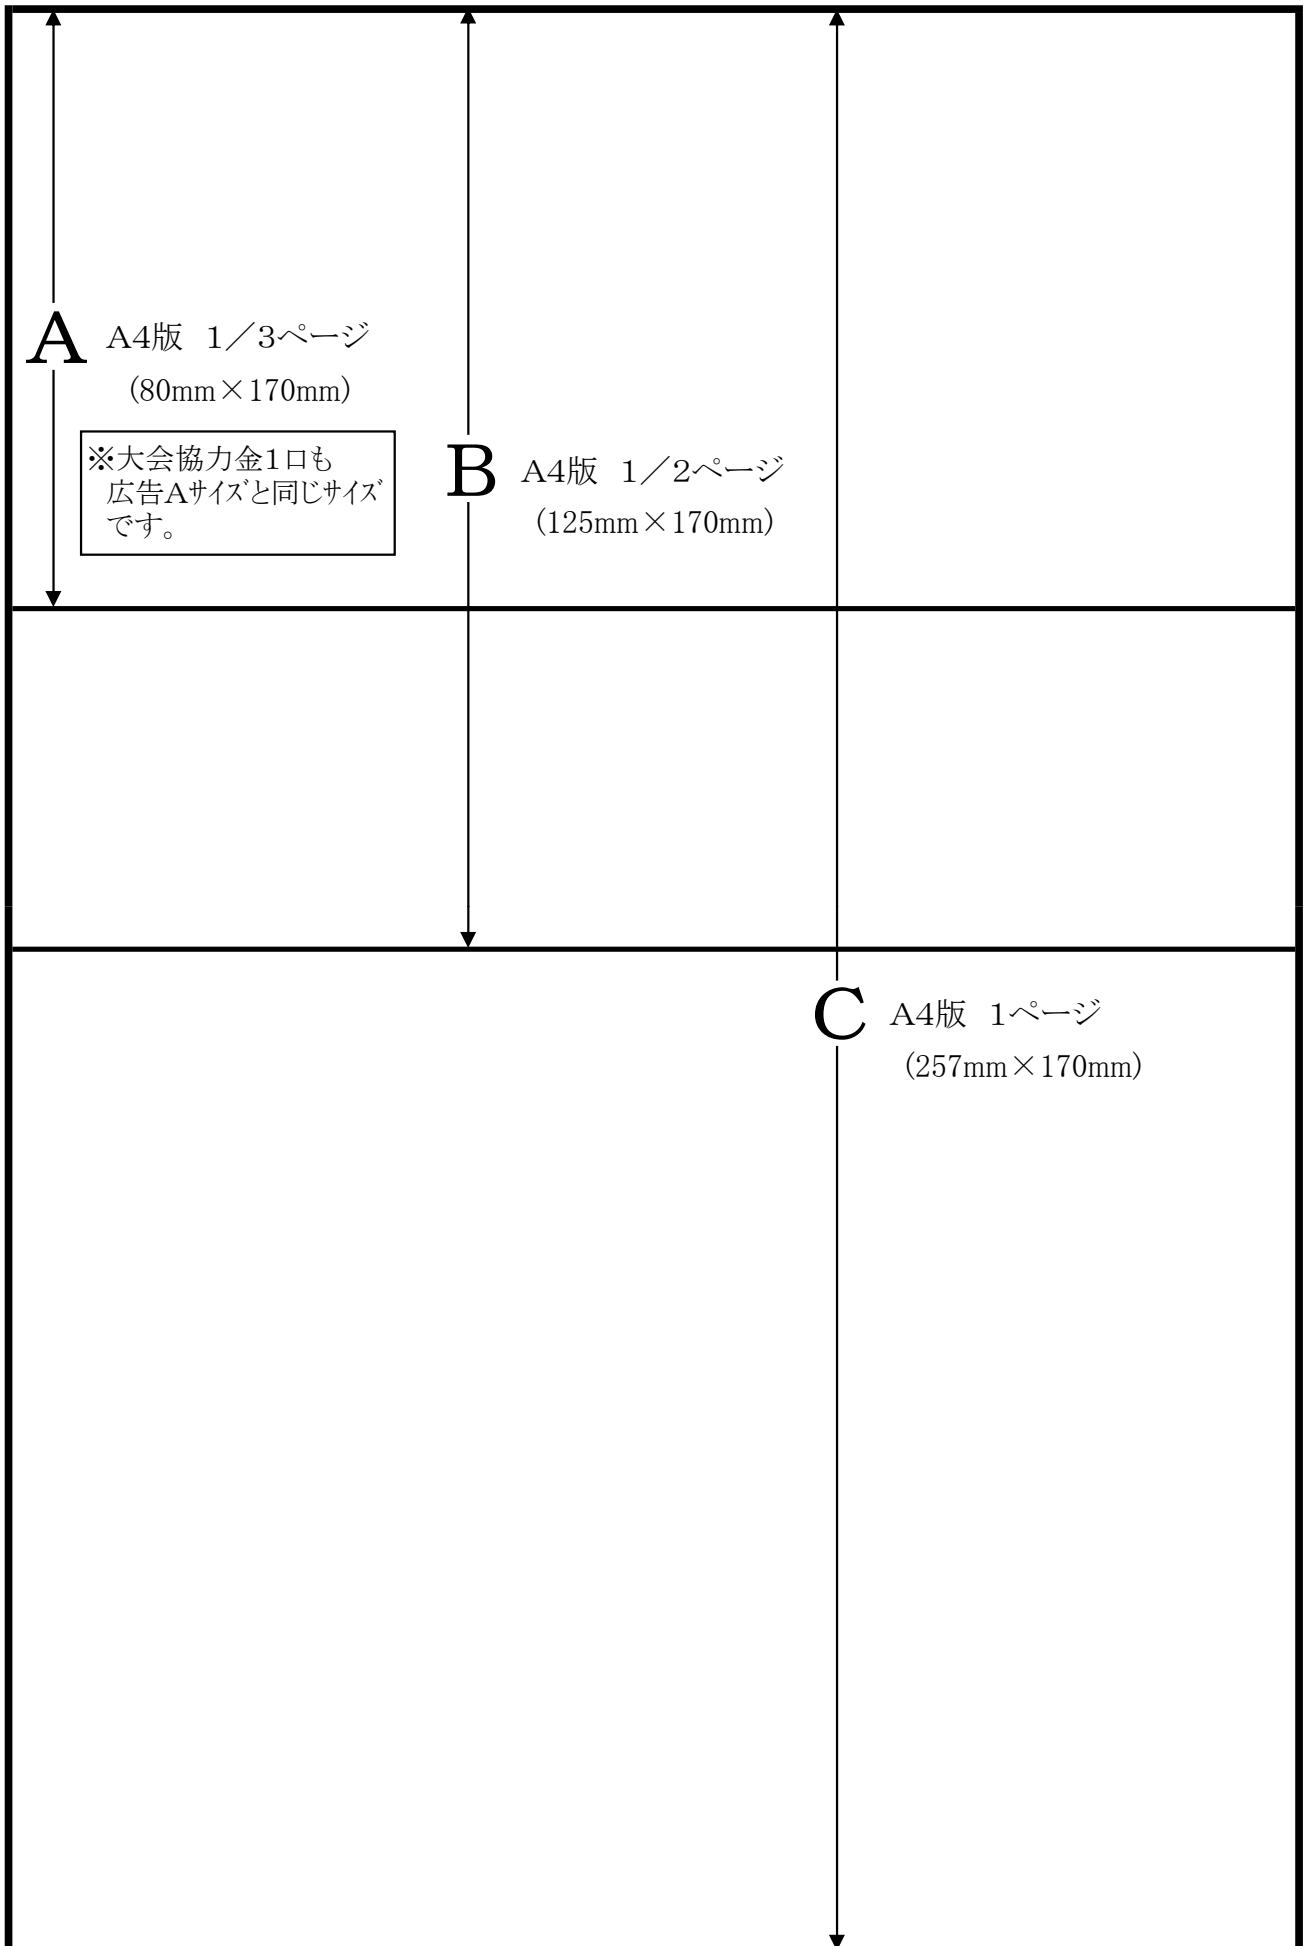 A A4版 1／3ページ
(80mm×170mm)
※大会協力金1口も
広告Aｻｲｽﾞと同じｻｲｽﾞ
です。
B A4版 1／2ページ
(125mm×170mm)
C A4版 1ページ
(257mm×170mm)